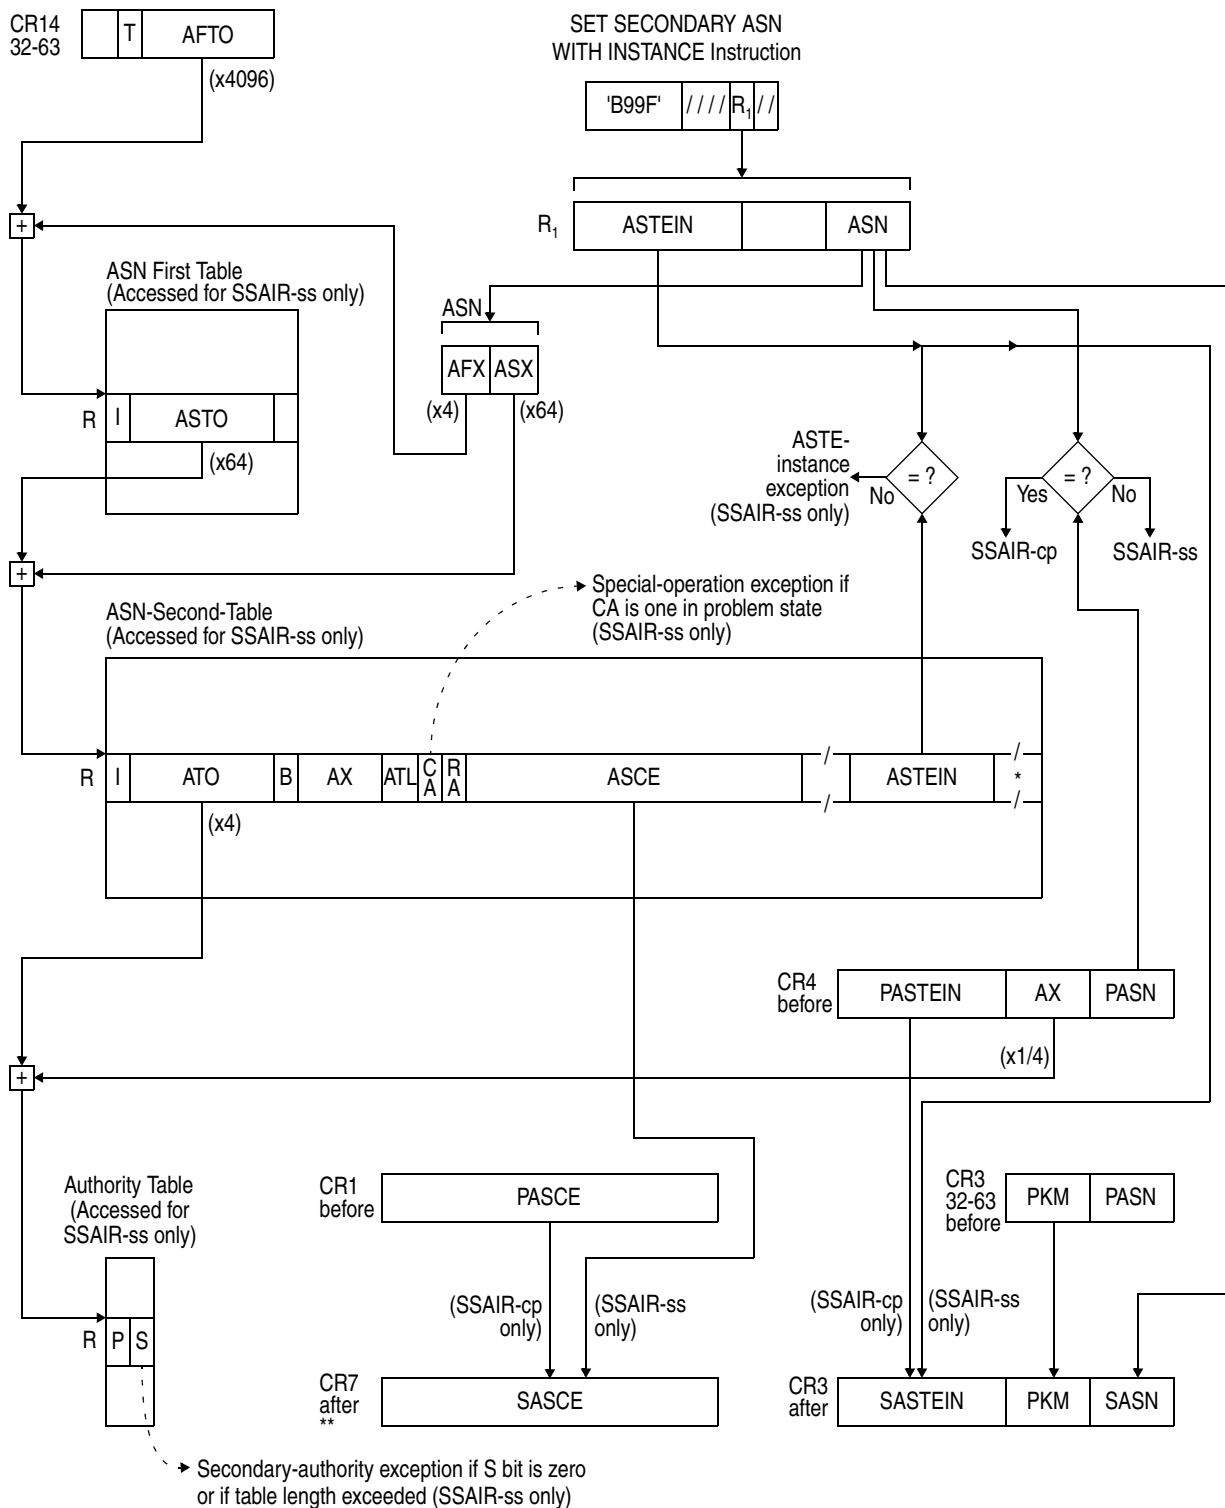 CR14
32-63
T
AFTO
(x4096)
SET SECONDARY ASN
WITH INSTANCE Instruction
'B99F'
////
R1
//
R1
ASTEIN
ASN
+
ASN First Table
(Accessed for SSAIR-ss only)
ASN
AFX
ASX
(x4)
(x64)
R
I
ASTO
(x64)
ASTE-
instance
exception
(SSAIR-ss only)
No
= ?
= ?
Yes
No
SSAIR-cp
SSAIR-ss
+
Special-operation exception if
CA is one in problem state
(SSAIR-ss only)
ASN-Second-Table
(Accessed for SSAIR-ss only)
R
I
ATO
B
AX
ATL
C
A
R
A
ASCE
/
/
ASTEIN
/
*
/
(x4)
CR4
before
PASTEIN
AX
PASN
(x1/4)
+
Authority Table
(Accessed for
SSAIR-ss only)
CR1
before
PASCE
CR3
32-63
before
PKM
PASN
R
P
S
(SSAIR-cp
only)
(SSAIR-ss
only)
(SSAIR-cp
only)
(SSAIR-ss
only)
CR7
after
**
SASCE
CR3
after
SASTEIN
PKM
SASN
Secondary-authority exception if S bit is zero
or if table length exceeded (SSAIR-ss only)